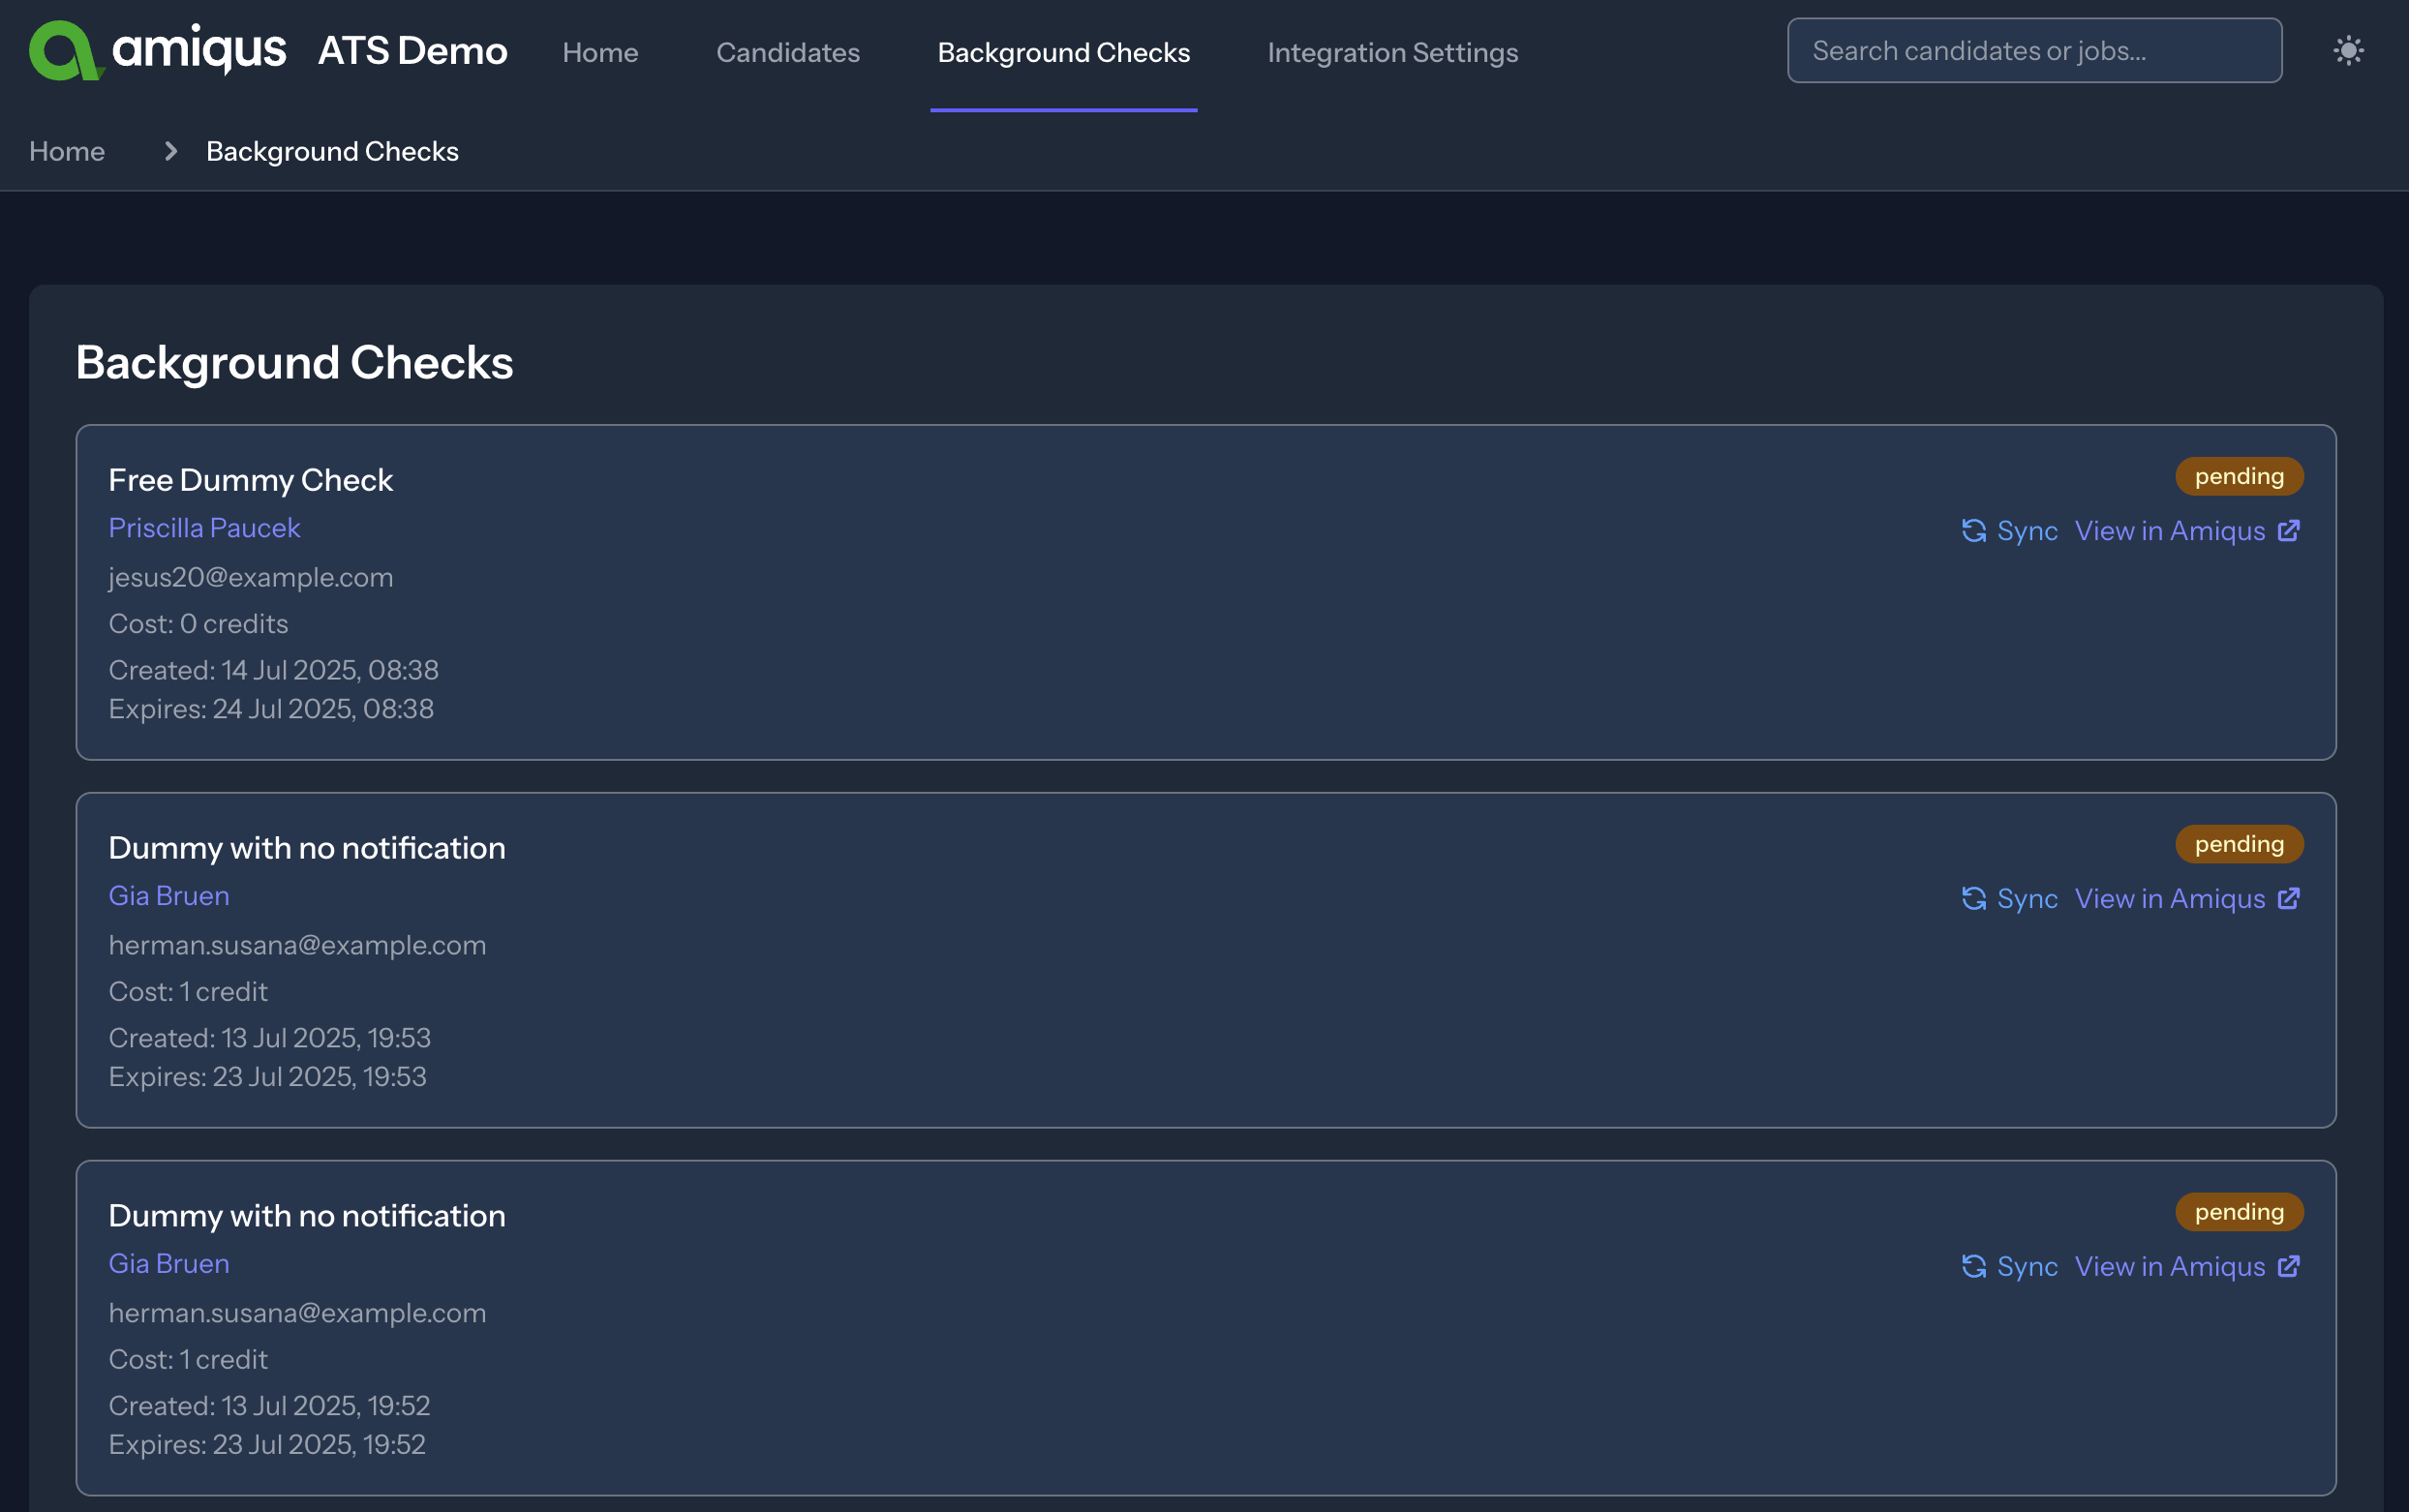 amiqus ATS Demo Home Candidates Background Checks Integration Settings Search candidates or jobs...
Home Background Checks
Background Checks
Free Dummy Check pending
Priscilla Paucek Sync View in Amiqus
jesus20@example.com
Cost: 0 credits
Created: 14 Jul 2025, 08:38
Expires: 24 Jul 2025, 08:38
Dummy with no notification pending
Gia Bruen Sync View in Amiqus
herman.susana@example.com
Cost: 1 credit
Created: 13 Jul 2025, 19:53
Expires: 23 Jul 2025, 19:53
Dummy with no notification pending
Gia Bruen Sync View in Amiqus
herman.susana@example.com
Cost: 1 credit
Created: 13 Jul 2025, 19:52
Expires: 23 Jul 2025, 19:52